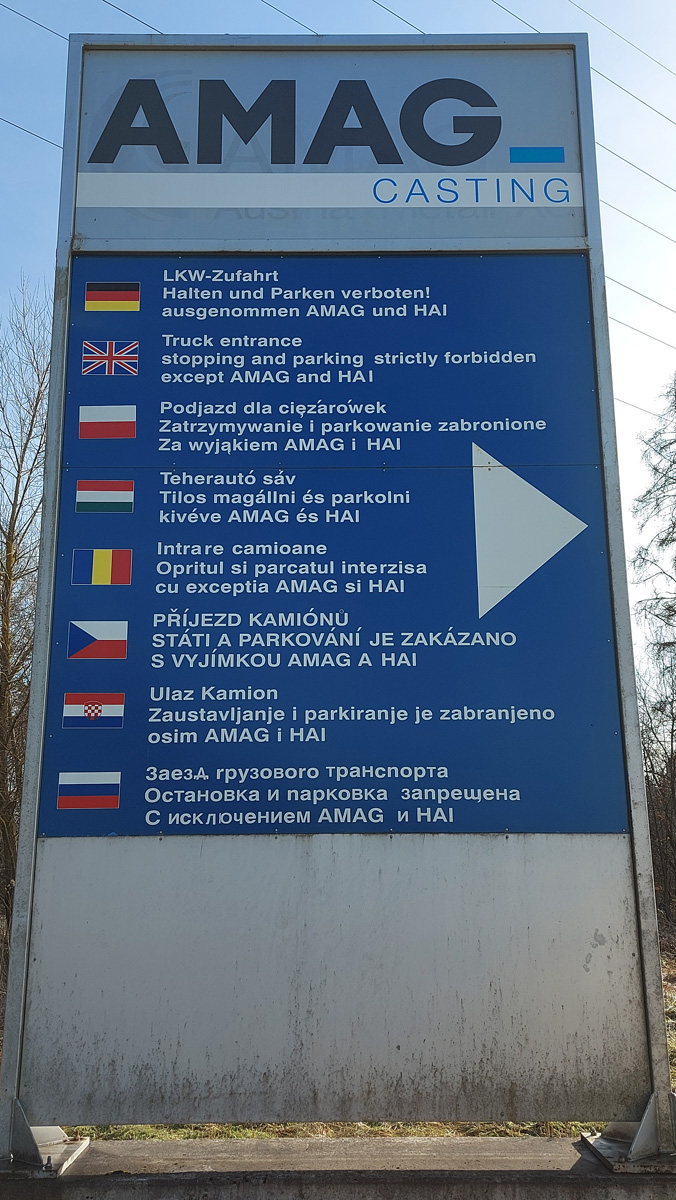 AMAG
CASTING
LKW-Zufahrt
Halten und Parken verboten!
ausgenommen AMAG und HAI
Truck entrance
stopping and parking strictly forbidden
except AMAG and HAI
Podjazd dla ciężárowek
Zatrzymywanie i parkowanie zabronione
Za wyjąkiem AMAG i HAI
Teherautó sáv
Tilos magállni és parkolni
kivéve AMAG és HAI
Intrare camioane
Opritul si parcatul interzisa
cu exceptia AMAG si HAI
PŘÍJEZD KAMIÓNŮ
STÁTI A PARKOVÁNÍ JE ZAKÁZANO
S VYJÍMKOU AMAG A HAI
Ulaz Kamion
Zaustavljanje i parkiranje je zabranjeno
osim AMAG i HAI
Заезд грузового транспорта
Остановка и парковка запрещена
С исключением AMAG и HAI